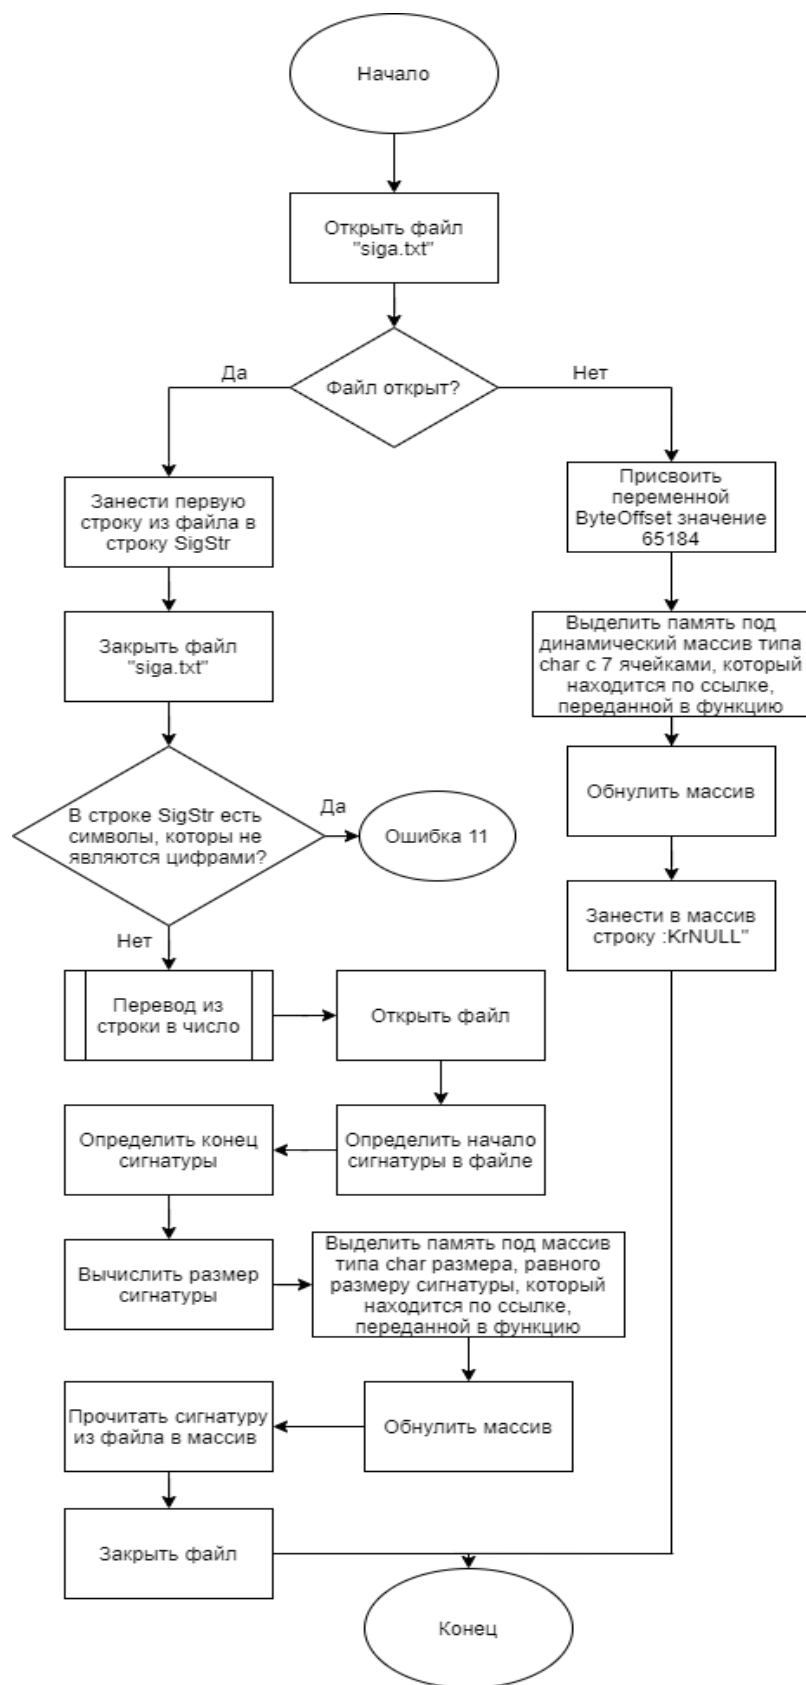 Начало
Открыть файл
"siga.txt"
Файл открыт?
Да
Нет
Занести первую
строку из файла в
строку SigStr
Присвоить
переменной
ByteOffset значение
65184
Закрыть файл
"siga.txt"
Выделить память под
динамический массив типа
char с 7 ячейками, который
находится по ссылке,
переданной в функцию
В строке SigStr есть
символы, которы не
являются цифрами?
Да
Ошибка 11
Обнулить массив
Нет
Занести в массив
строку :KrNULL"
Перевод из
строки в число
Открыть файл
Определить конец
сигнатуры
Определить начало
сигнатуры в файле
Вычислить размер
сигнатуры
Выделить память под массив
типа char размера, равного
размеру сигнатуры, который
находится по ссылке,
переданной в функцию
Прочитать сигнатуру
из файла в массив
Обнулить массив
Закрыть файл
Конец